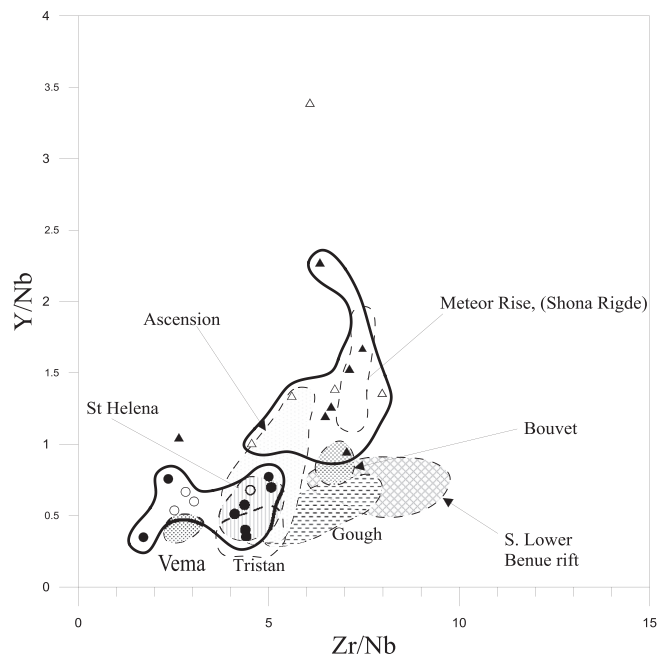 4
3.5
3
2.5
2
1.5
1
0.5
0
Y/Nb
Ascension
Meteor Rise, (Shona Rigde)
St Helena
Bouvet
Gough
S. Lower
Benue rift
Vema
Tristan
0
5
10
15
Zr/Nb